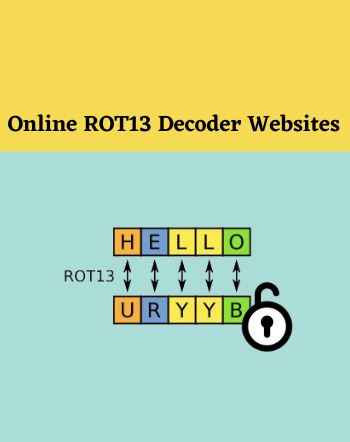 Online ROT13 Decoder Websites
H E L L O
ROT13
U R Y Y B